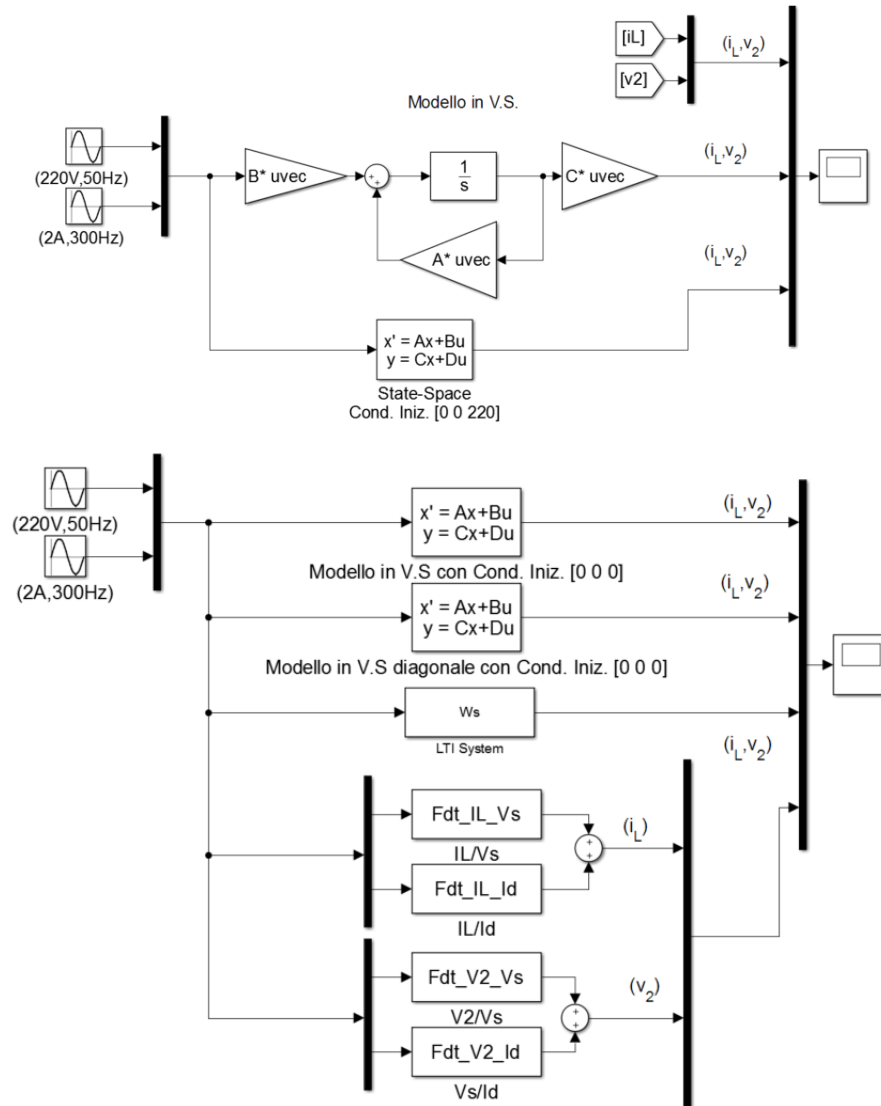 [iL]
(i_L,v_2)
[v2]
Modello in V.S.
(220V,50Hz)
B* uvec
1
s
C* uvec
(i_L,v_2)
(2A,300Hz)
A* uvec
(i_L,v_2)
x' = Ax+Bu
y = Cx+Du
State-Space
Cond. Iniz. [0 0 220]
(220V,50Hz)
x' = Ax+Bu
y = Cx+Du
(i_L,v_2)
(2A,300Hz)
Modello in V.S con Cond. Iniz. [0 0 0]
x' = Ax+Bu
y = Cx+Du
(i_L,v_2)
Modello in V.S diagonale con Cond. Iniz. [0 0 0]
Ws
LTI System
(i_L,v_2)
Fdt_IL_Vs
IL/Vs
(i_L)
Fdt_IL_Id
IL/Id
Fdt_V2_Vs
V2/Vs
(v_2)
Fdt_V2_Id
Vs/Id